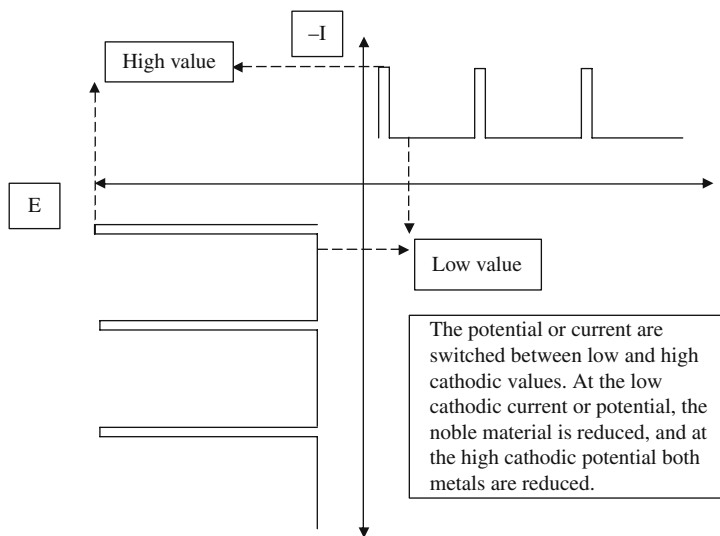 –I
High value
E
Low value
The potential or current are
switched between low and high
cathodic values. At the low
cathodic current or potential, the
noble material is reduced, and at
the high cathodic potential both
metals are reduced.